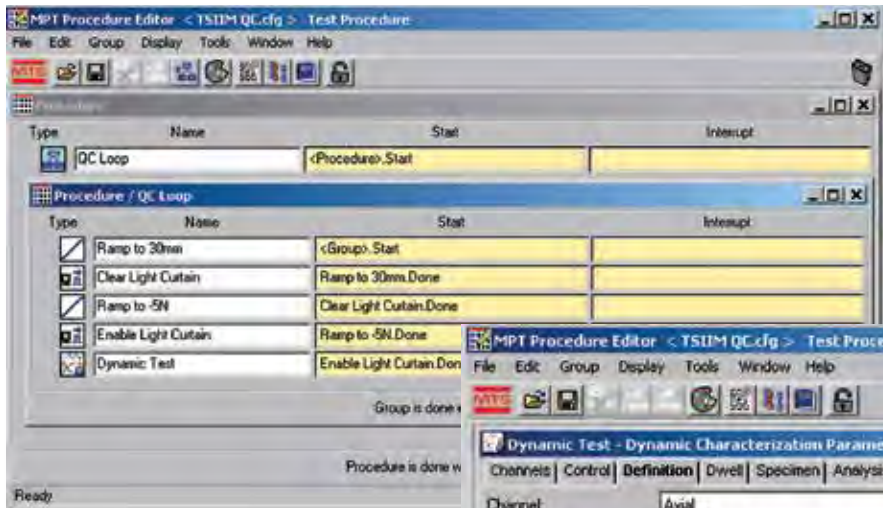 MPT Procedure Editor < TSIIM QC.cfg > Test Procedure
File Edit Group Display Tools Window Help
MTS
Procedure
Type Name Start Interrupt
QC Loop <Procedure>.Start
Procedure / QC Loop
Type Name Start Interrupt
Ramp to 30mm <Group>.Start
Clear Light Curtain Ramp to 30mm.Done
Ramp to -5N Clear Light Curtain.Done
Enable Light Curtain Ramp to -5N.Done
Dynamic Test Enable Light Curtain.Don
Group is done
Procedure is done w
Ready
MPT Procedure Editor < TSIIM QC.cfg > Test Proce
File Edit Group Display Tools Window Help
MTS
Dynamic Test - Dynamic Characterization Parame
Channels Control Definition Dwell Specimen Analysi
Channel Axial